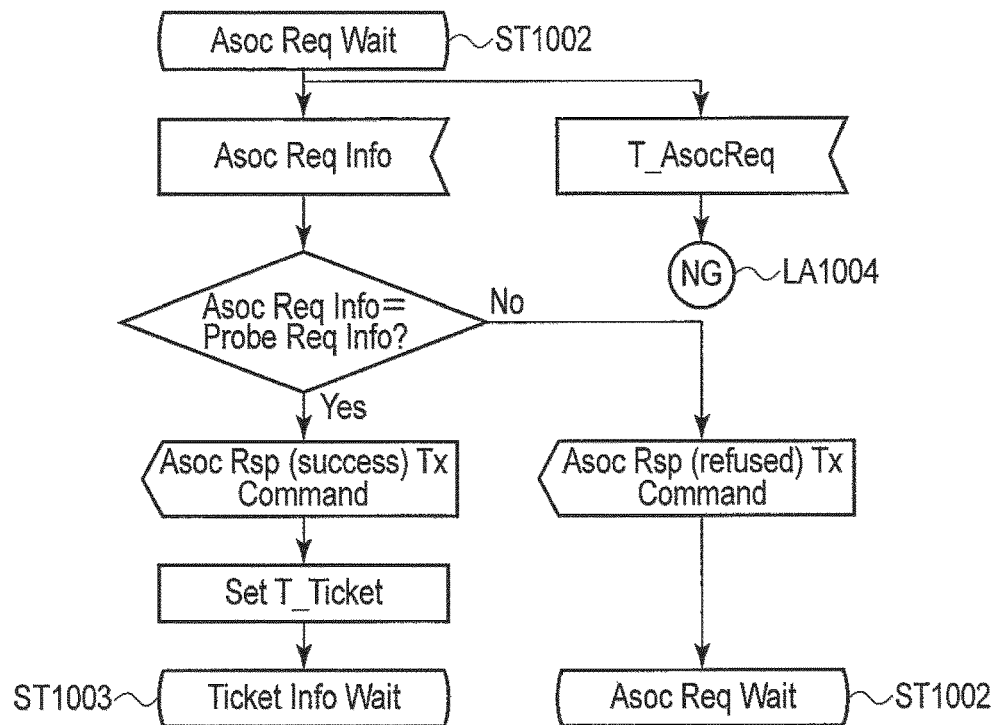 Asoc Req Wait
ST1002
Asoc Req Info
T_AsocReq
NG
LA1004
Asoc Req Info=
Probe Req Info?
No
Yes
Asoc Rsp (success) Tx
Command
Asoc Rsp (refused) Tx
Command
Set T_Ticket
ST1003
Ticket Info Wait
Asoc Req Wait
ST1002